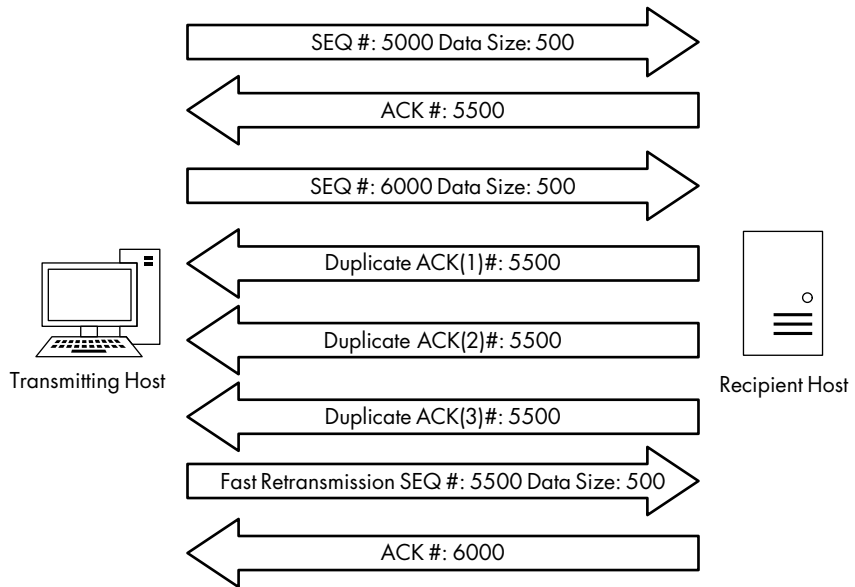 SEQ #: 5000 Data Size: 500
ACK #: 5500
SEQ #: 6000 Data Size: 500
Duplicate ACK(1)#: 5500
Duplicate ACK(2)#: 5500
Transmitting Host
Recipient Host
Duplicate ACK(3)#: 5500
Fast Retransmission SEQ #: 5500 Data Size: 500
ACK #: 6000